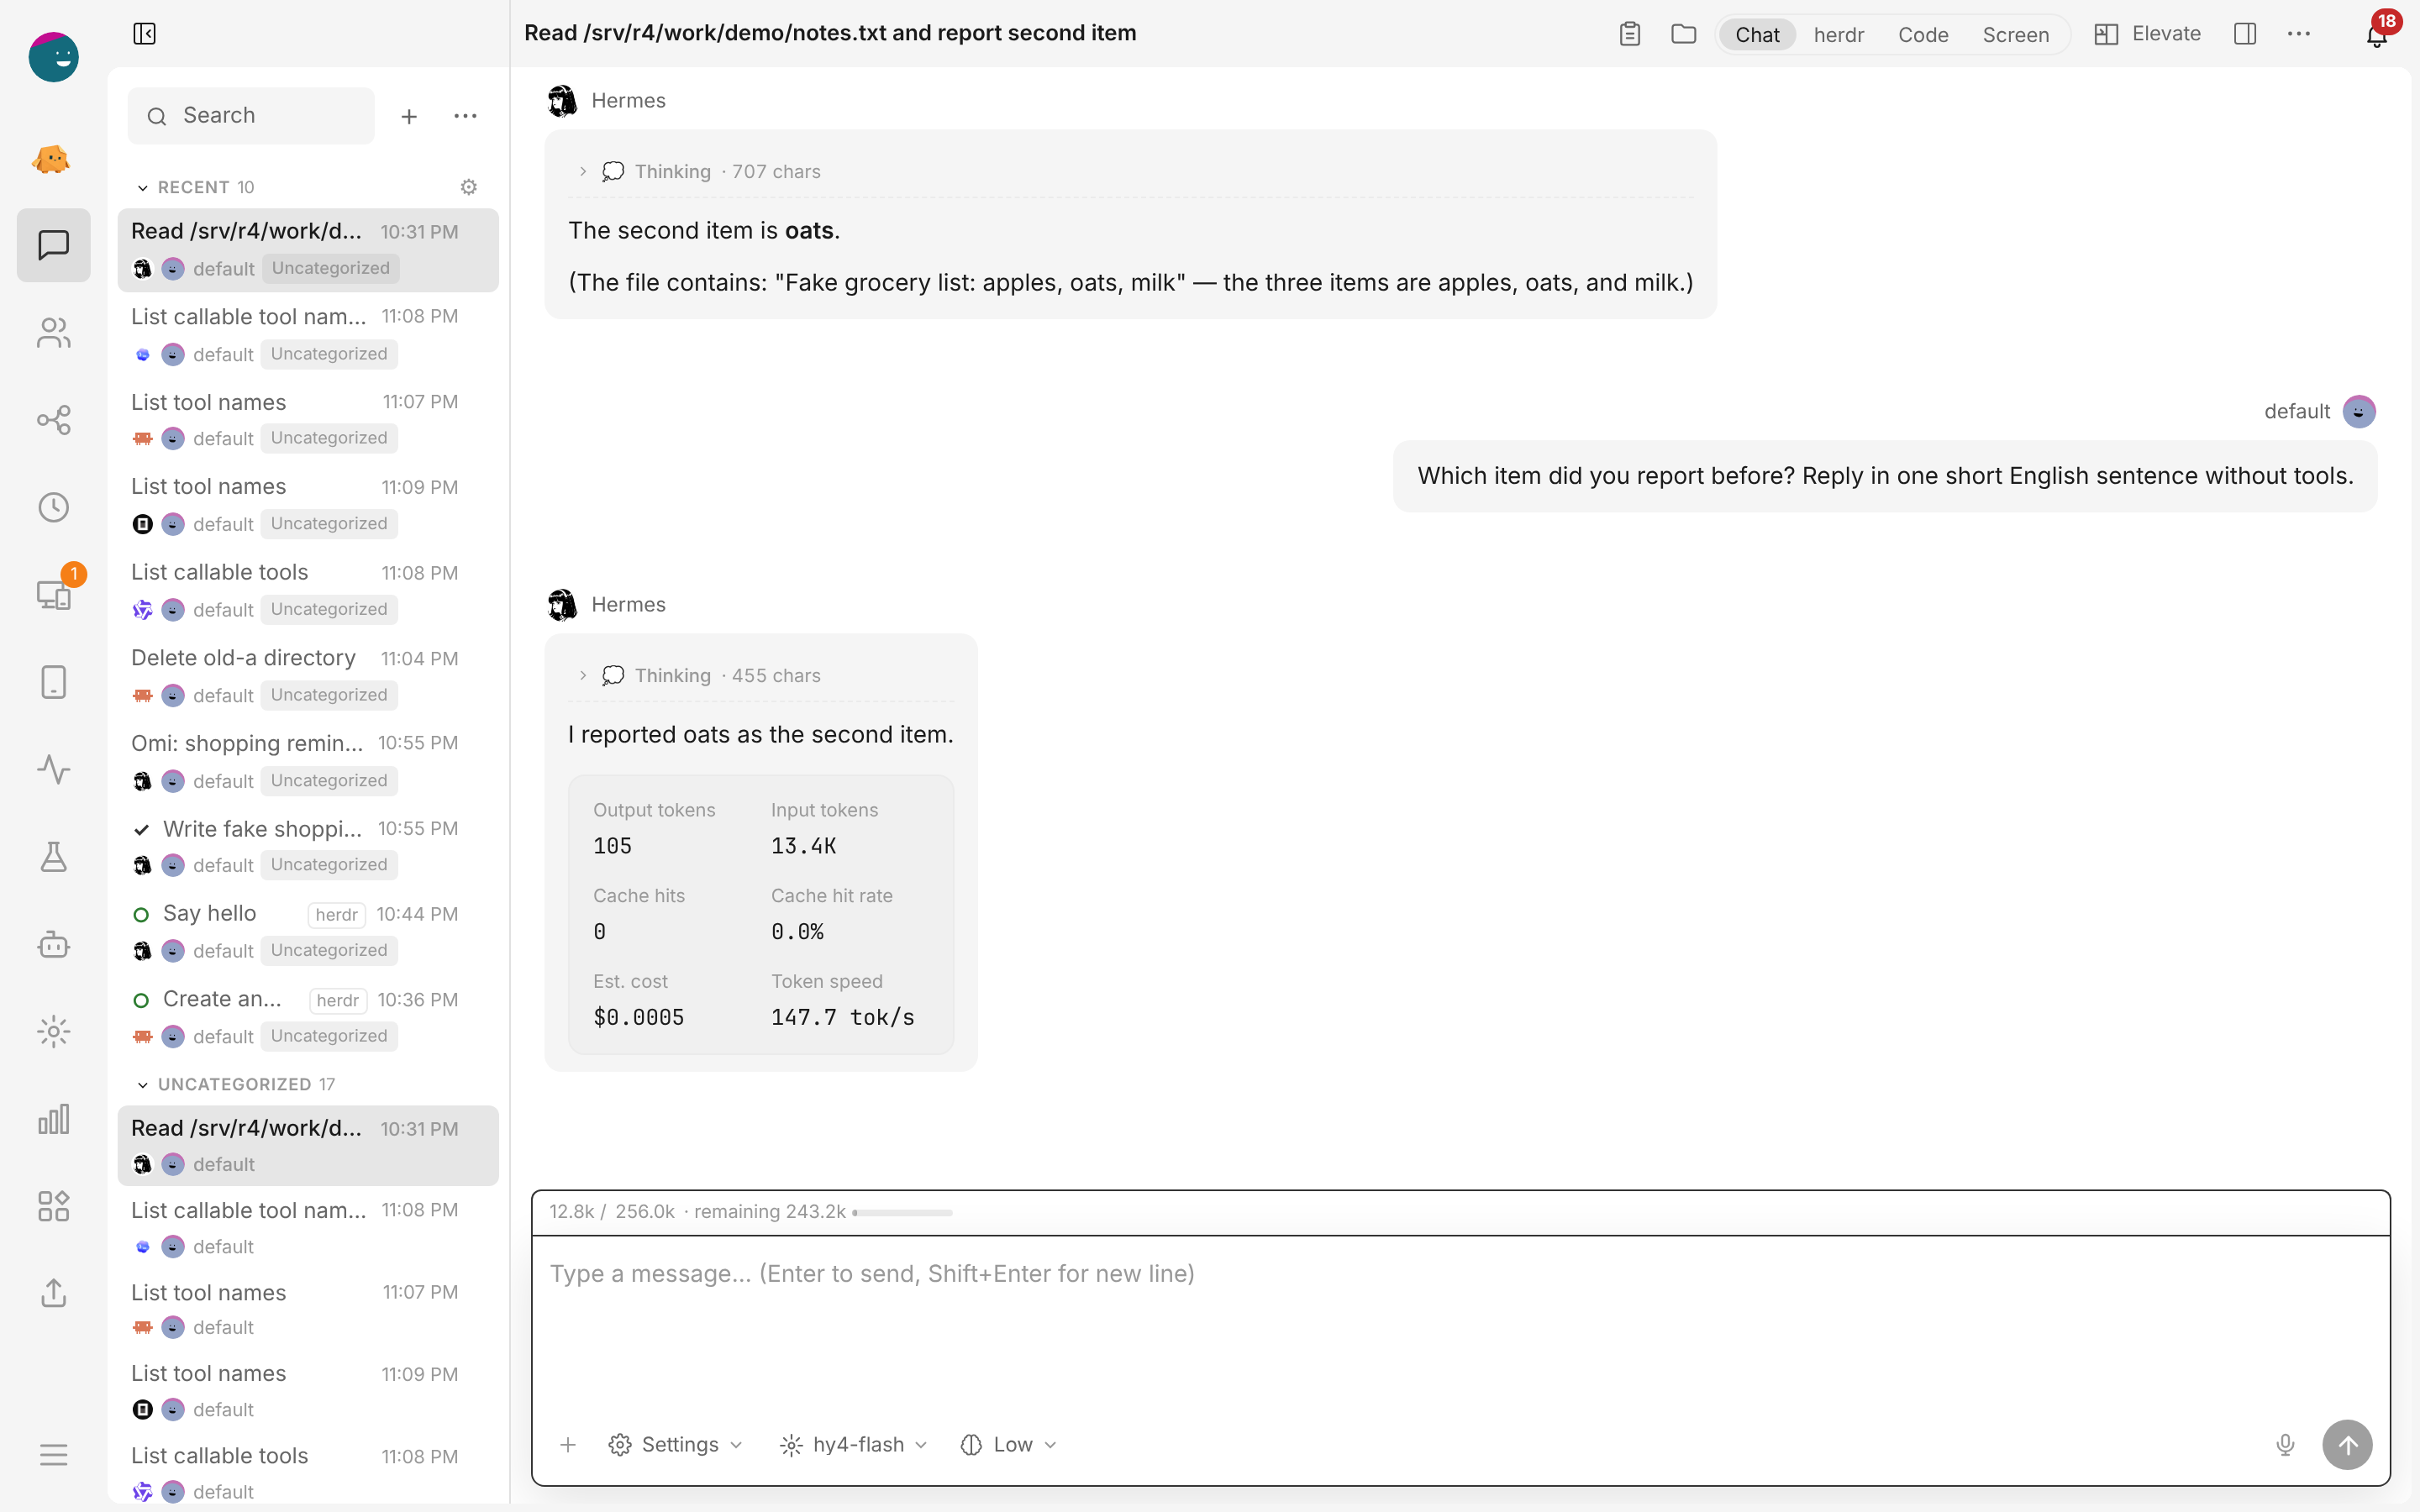 Read /srv/r4/work/demo/notes.txt and report second item
Chat
herdr
Code
Screen
Elevate
18
Search
RECENT 10
Read /srv/r4/work/d... 10:31 PM
default Uncategorized
List callable tool nam... 11:08 PM
default Uncategorized
List tool names 11:07 PM
default Uncategorized
List tool names 11:09 PM
default Uncategorized
1
List callable tools 11:08 PM
default Uncategorized
Delete old-a directory 11:04 PM
default Uncategorized
Omi: shopping remin... 10:55 PM
default Uncategorized
Write fake shoppi... 10:55 PM
default Uncategorized
Say hello herdr 10:44 PM
default Uncategorized
Create an... herdr 10:36 PM
default Uncategorized
UNCATEGORIZED 17
Read /srv/r4/work/d... 10:31 PM
default
List callable tool nam... 11:08 PM
default
List tool names 11:07 PM
default
List tool names 11:09 PM
default
List callable tools 11:08 PM
default
Hermes
Thinking · 707 chars
The second item is oats.
(The file contains: "Fake grocery list: apples, oats, milk" — the three items are apples, oats, and milk.)
default
Which item did you report before? Reply in one short English sentence without tools.
Hermes
Thinking · 455 chars
I reported oats as the second item.
Output tokens Input tokens
105 13.4K
Cache hits Cache hit rate
0 0.0%
Est. cost Token speed
$0.0005 147.7 tok/s
12.8k / 256.0k · remaining 243.2k
Type a message... (Enter to send, Shift+Enter for new line)
Settings hy4-flash Low